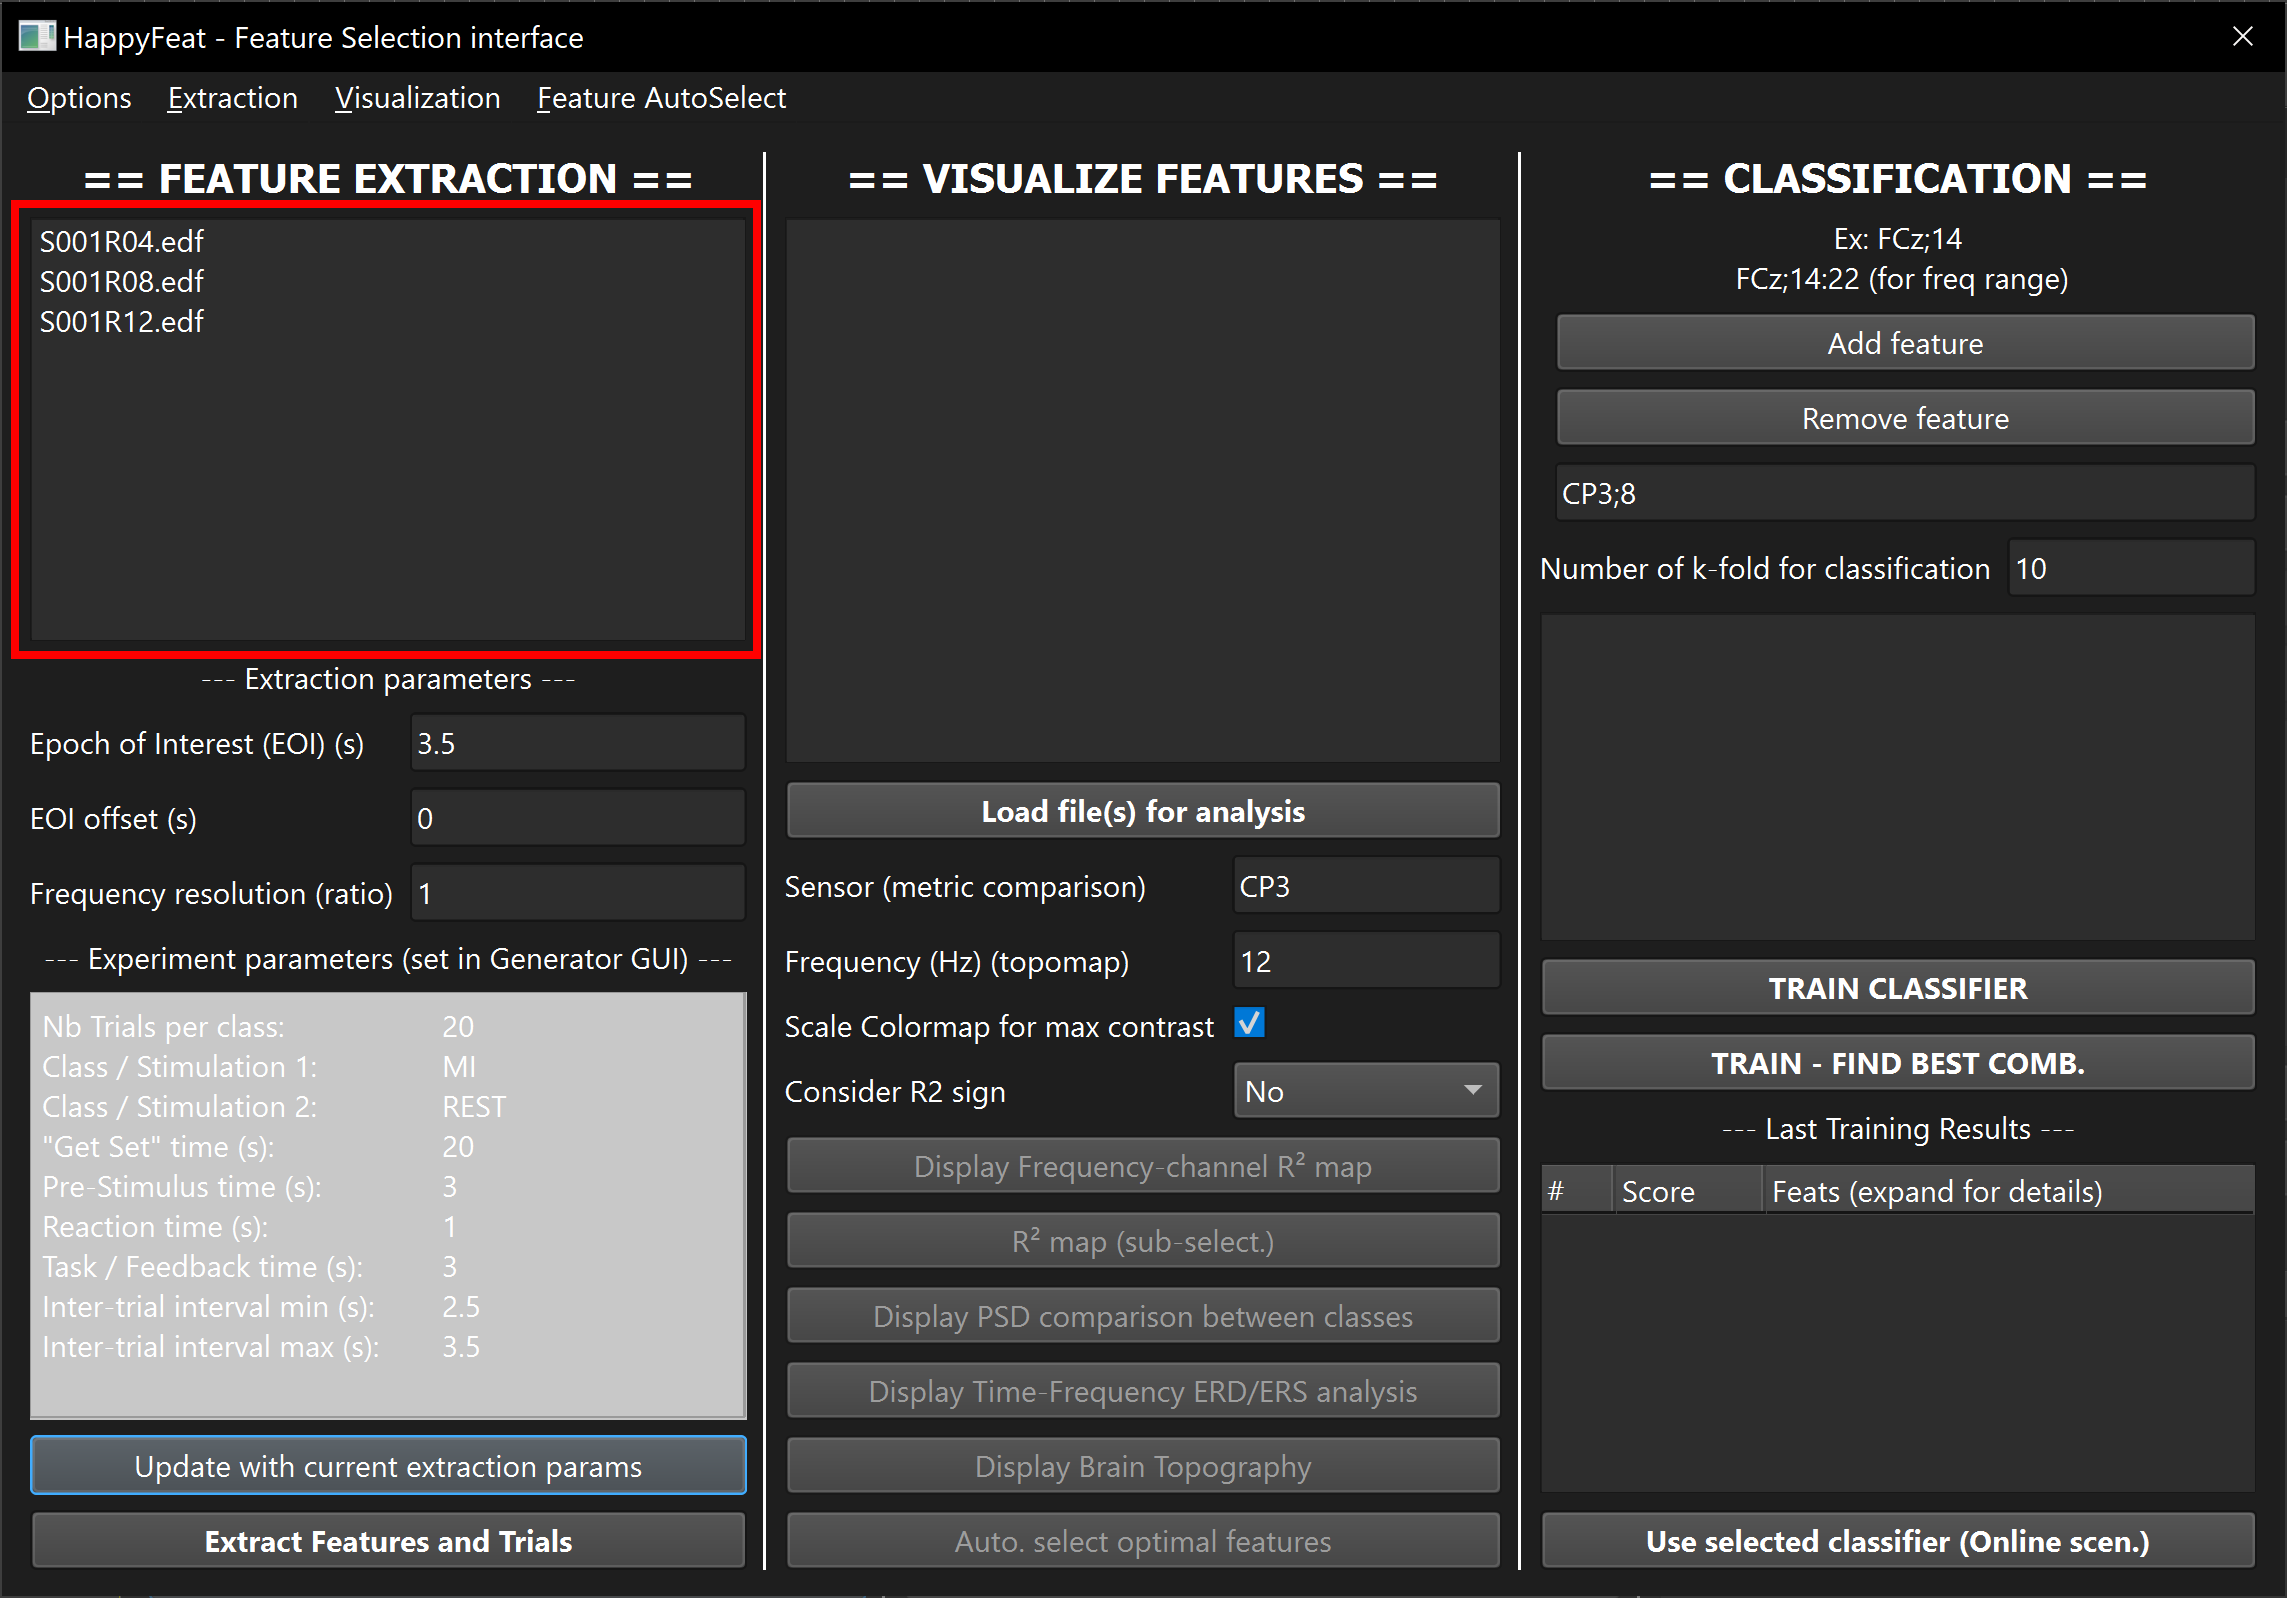 HappyFeat - Feature Selection interface
Options Extraction Visualization Feature AutoSelect
== FEATURE EXTRACTION ==
S001R04.edf
S001R08.edf
S001R12.edf
--- Extraction parameters ---
Epoch of Interest (EOI) (s) 3.5
EOI offset (s) 0
Frequency resolution (ratio) 1
--- Experiment parameters (set in Generator GUI) ---
Nb Trials per class: 20
Class / Stimulation 1: MI
Class / Stimulation 2: REST
"Get Set" time (s): 20
Pre-Stimulus time (s): 3
Reaction time (s): 1
Task / Feedback time (s): 3
Inter-trial interval min (s): 2.5
Inter-trial interval max (s): 3.5
Update with current extraction params
Extract Features and Trials
== VISUALIZE FEATURES ==
Load file(s) for analysis
Sensor (metric comparison) CP3
Frequency (Hz) (topomap) 12
Scale Colormap for max contrast
Consider R2 sign No
Display Frequency-channel R² map
R² map (sub-select.)
Display PSD comparison between classes
Display Time-Frequency ERD/ERS analysis
Display Brain Topography
Auto. select optimal features
== CLASSIFICATION ==
Ex: FCz;14
FCz;14:22 (for freq range)
Add feature
Remove feature
CP3;8
Number of k-fold for classification 10
TRAIN CLASSIFIER
TRAIN - FIND BEST COMB.
--- Last Training Results ---
# Score Feats (expand for details)
Use selected classifier (Online scen.)